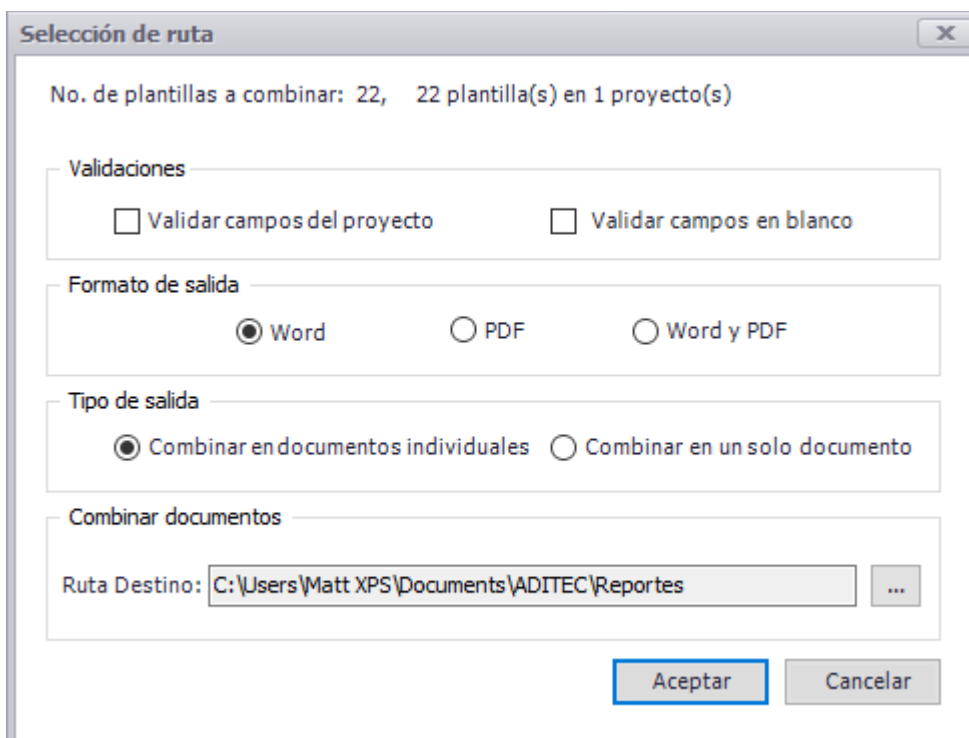 Selección de ruta
No. de plantillas a combinar: 22, 22 plantilla(s) en 1 proyecto(s)
Validaciones
Validar campos del proyecto Validar campos en blanco
Formato de salida
Word PDF Word y PDF
Tipo de salida
Combinar en documentos individuales Combinar en un solo documento
Combinar documentos
Ruta Destino: C:\Users\Matt XPS\Documents\ADITEC\Reportes ...
Aceptar Cancelar